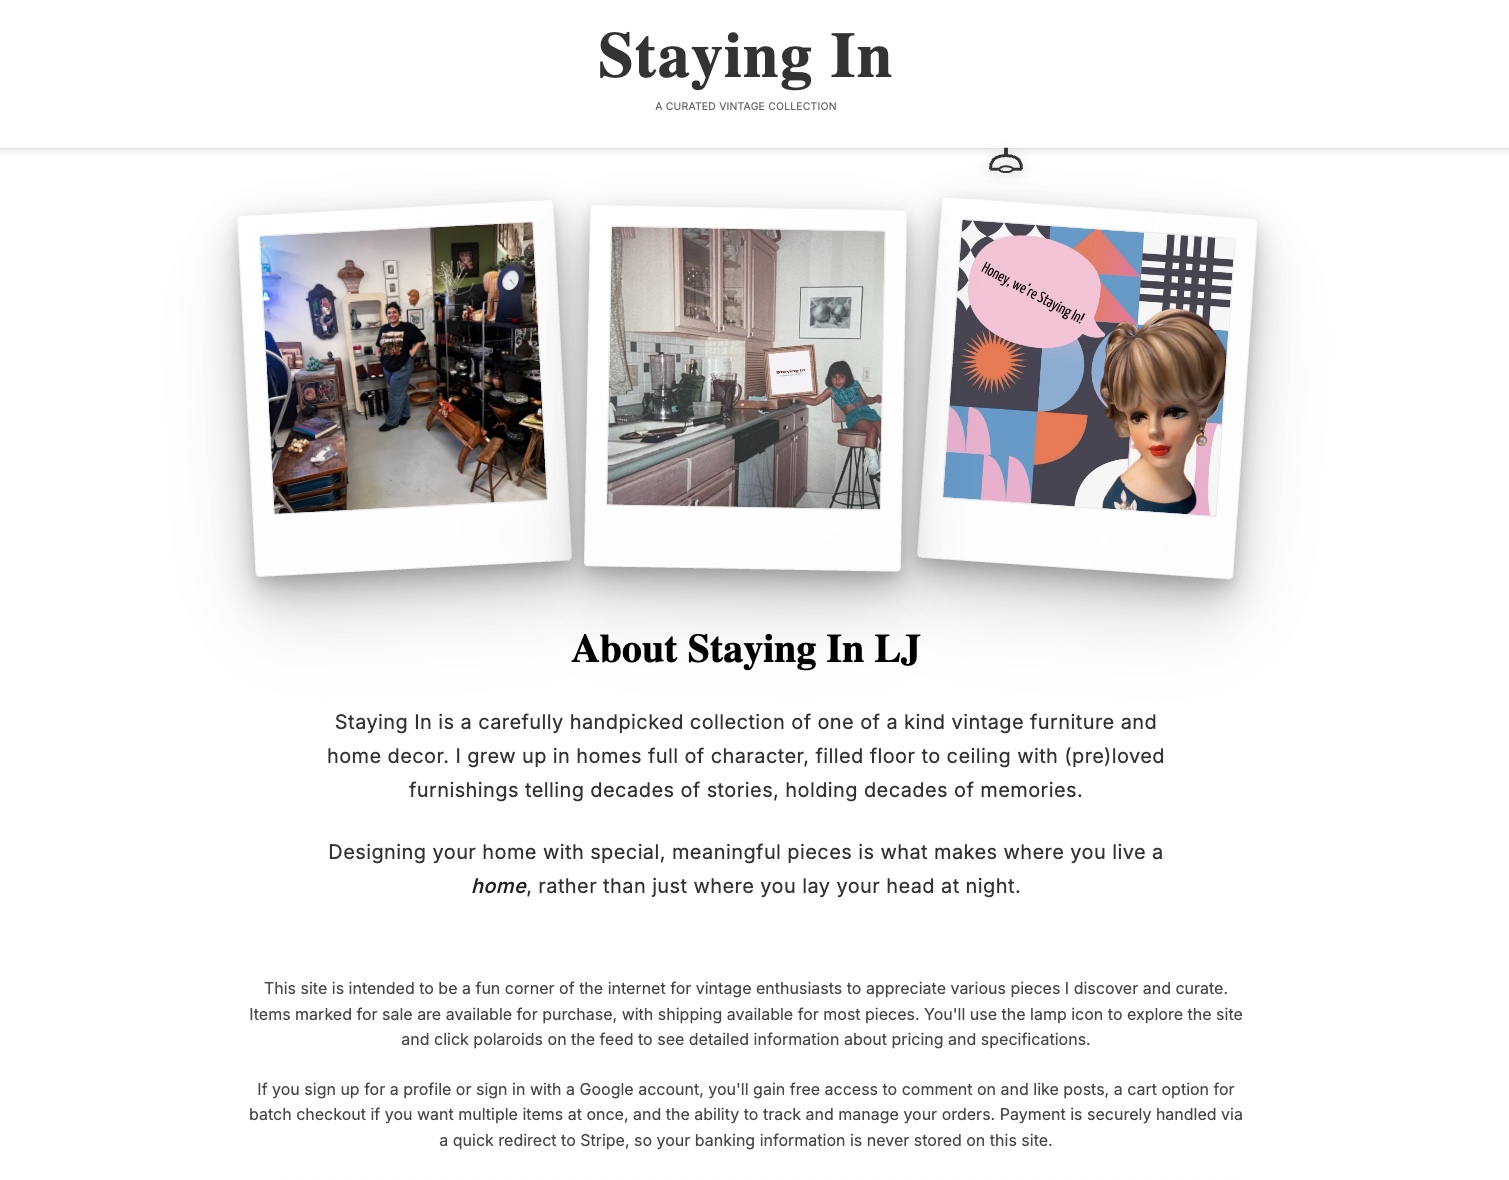 Staying In
A CURATED VINTAGE COLLECTION
Honey, we're Staying In!
Staying In
About Staying In LJ
Staying In is a carefully handpicked collection of one of a kind vintage furniture and
home decor. I grew up in homes full of character, filled floor to ceiling with (pre)loved
furnishings telling decades of stories, holding decades of memories.
Designing your home with special, meaningful pieces is what makes where you live a
home, rather than just where you lay your head at night.
This site is intended to be a fun corner of the internet for vintage enthusiasts to appreciate various pieces I discover and curate.
Items marked for sale are available for purchase, with shipping available for most pieces. You'll use the lamp icon to explore the site
and click polaroids on the feed to see detailed information about pricing and specifications.
If you sign up for a profile or sign in with a Google account, you'll gain free access to comment on and like posts, a cart option for
batch checkout if you want multiple items at once, and the ability to track and manage your orders. Payment is securely handled via
a quick redirect to Stripe, so your banking information is never stored on this site.